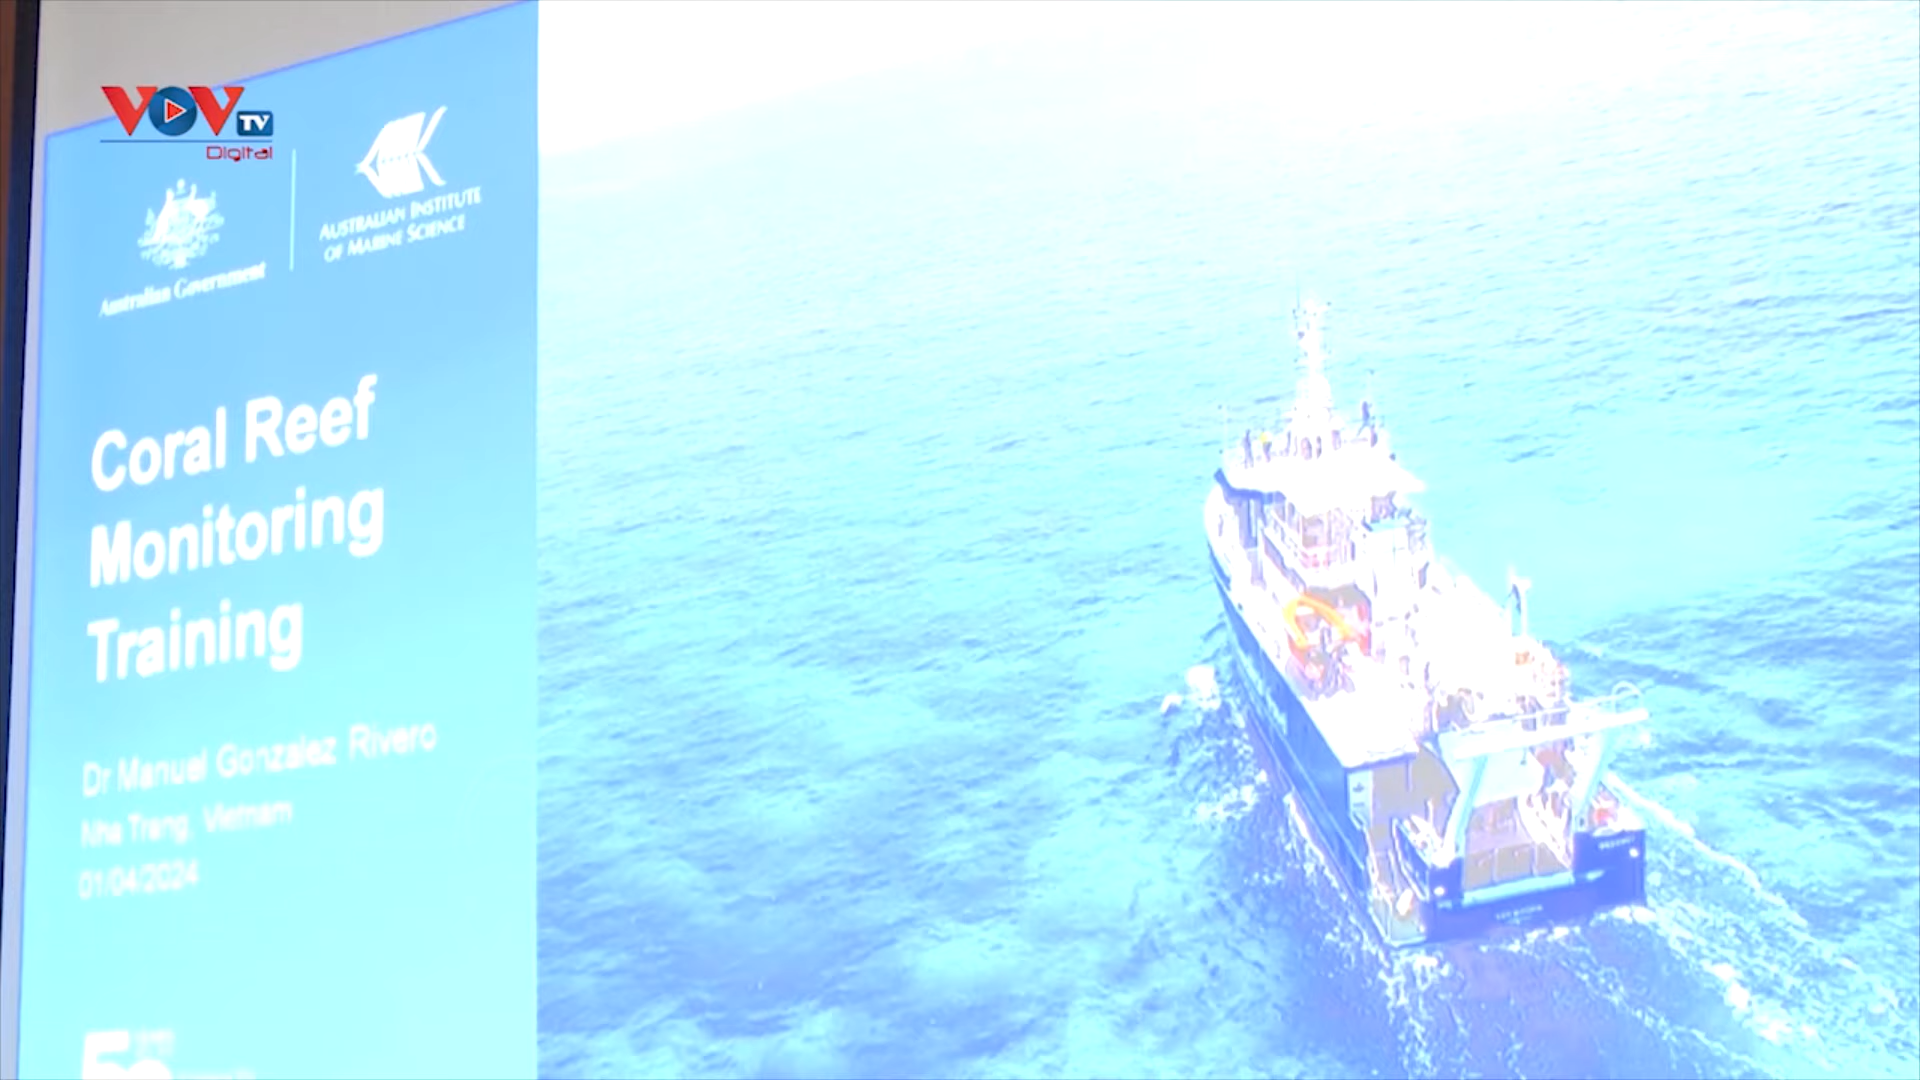 VOV TV
Digital
Australian Government
AUSTRALIAN INSTITUTE
OF MARINE SCIENCE
Coral Reef
Monitoring
Training
Dr Manuel Gonzalez Rivero
Nha Trang, Vietnam
01/04/2024